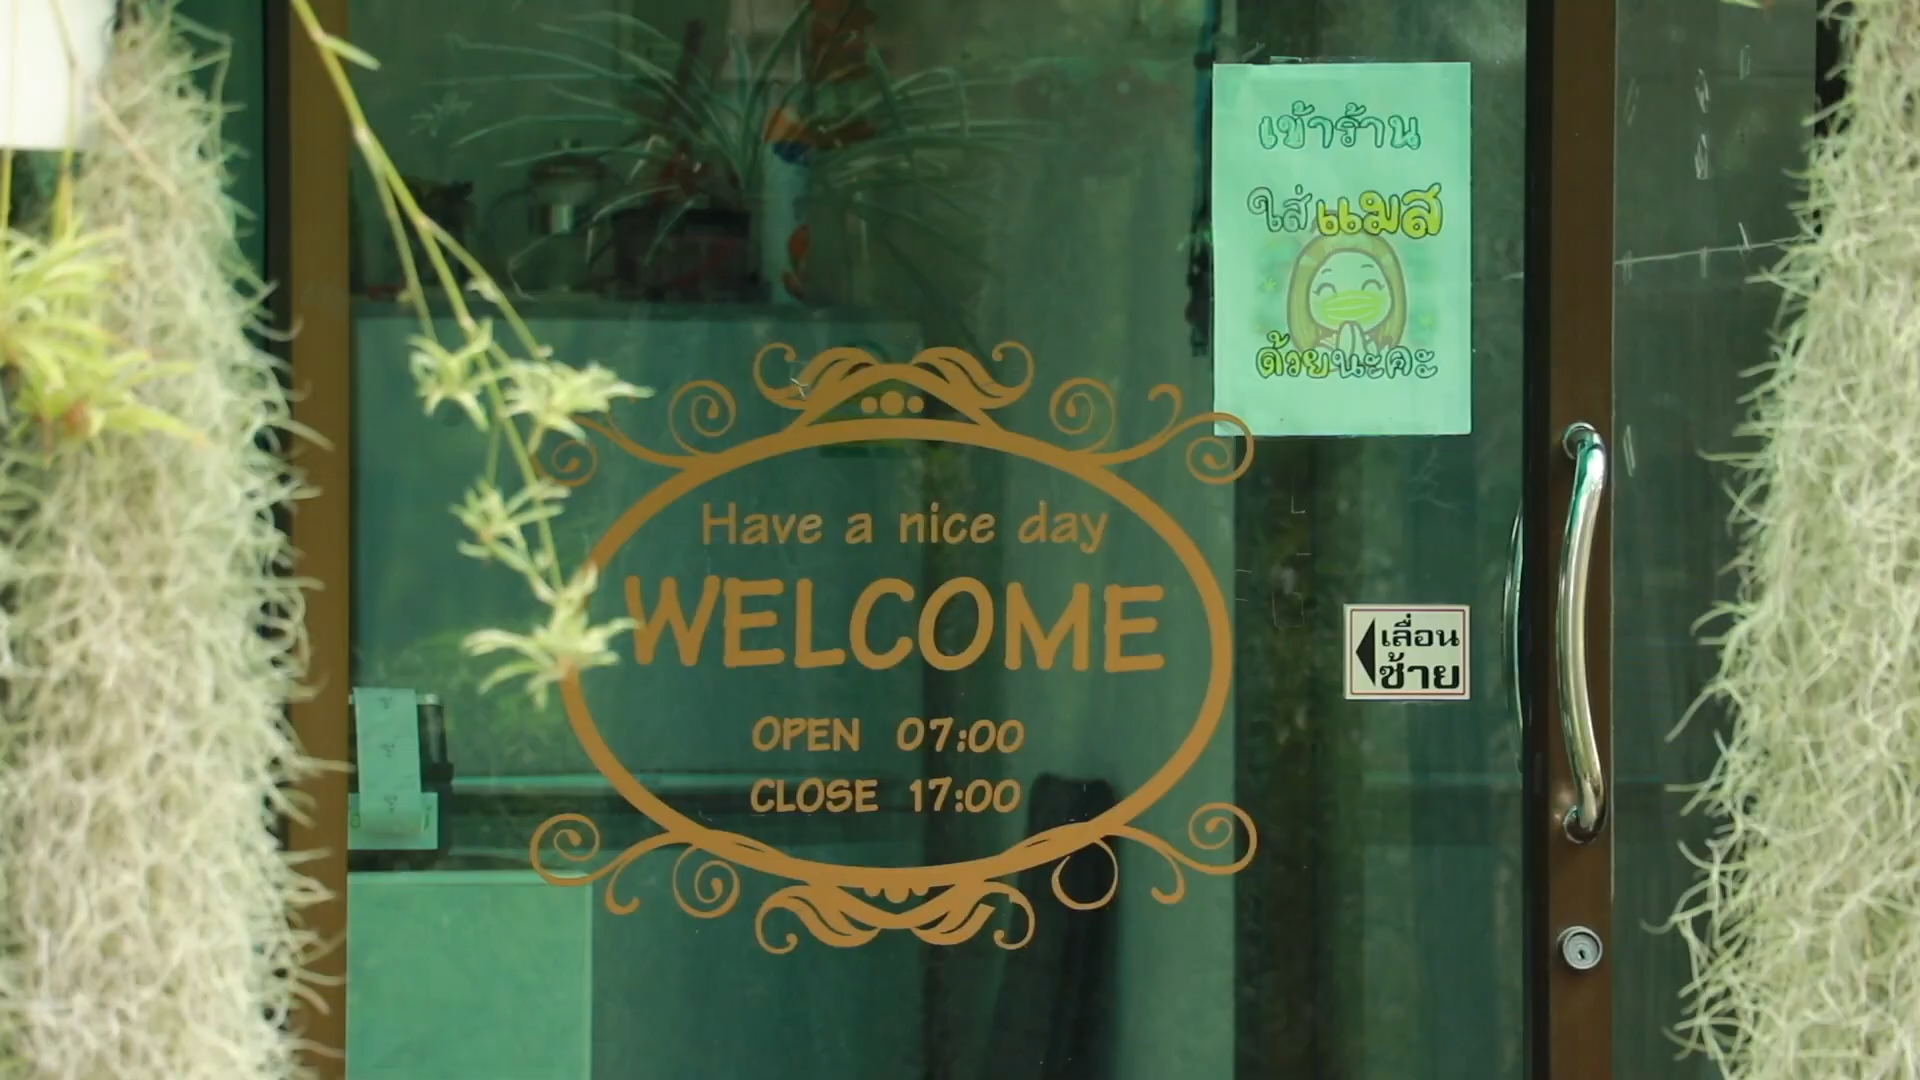 เข้าร้าน
ใส่แมส
ด้วยนะคะ
Have a nice day
WELCOME
OPEN 07:00
CLOSE 17:00
เลื่อน
ซ้าย